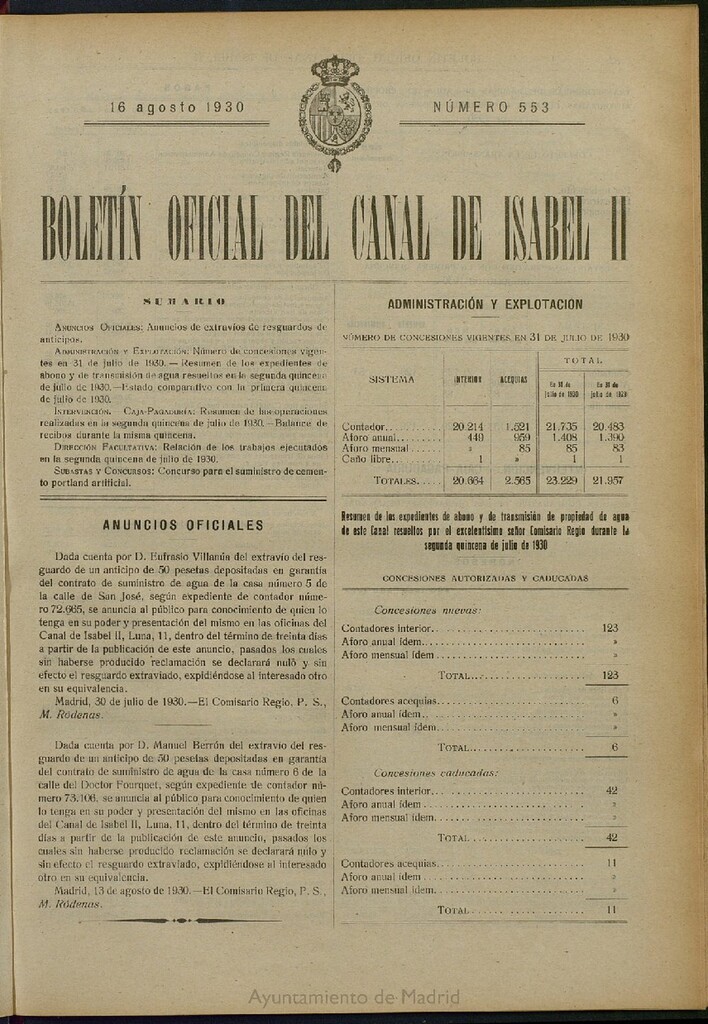 16 agosto 1930
NÚMERO 553
BOLETÍN OFICIAL DEL CANAL DE ISABEL II
SUMARIO
ANUNCIOS OFICIALES: Anuncios de extravíos de resguardos de
anticipos.
ADMINISTRACIÓN Y EXPLOTACIÓN: Número de concesiones vigen-
tes en 31 de julio de 1930. — Resumen de los expedientes de
abono y de transmisión de agua resueltos en la segunda quincena
de julio de 1930.—Estado comparativo con la primera quincena
de julio de 1930.
INTERVENCIÓN. CAJA-PAGADURÍA: Resumen de las operaciones
realizadas en la segunda quincena de julio de 1930.—Balance de
recibos durante la misma quincena.
DIRECCIÓN FACULTATIVA: Relación de los trabajos ejecutados
en la segunda quincena de julio de 1930.
SUBASTAS Y CONCURSOS: Concurso para el suministro de cemen-
to portland artificial.
ANUNCIOS OFICIALES
Dada cuenta por D. Eufrasio Villanúa del extravío del res-
guardo de un anticipo de 50 pesetas depositadas en garantía
del contrato de suministro de agua de la casa número 5 de
la calle de San José, según expediente de contador núme-
ro 72.665, se anuncia al público para conocimiento de quien lo
tenga en su poder y presentación del mismo en las oficinas del
Canal de Isabel II, Luna, 11, dentro del término de treinta días
a partir de la publicación de este anuncio, pasados los cuales
sin haberse producido reclamación se declarará nulo y sin
efecto el resguardo extraviado, expidiéndose al interesado otro
en su equivalencia.
Madrid, 30 de julio de 1930.—El Comisario Regio, P. S.,
M. Ródenas.
Dada cuenta por D. Manuel Berrón del extravío del res-
guardo de un anticipo de 50 pesetas depositadas en garantía
del contrato de suministro de agua de la casa número 6 de la
calle del Doctor Fourquet, según expediente de contador nú-
mero 73.106, se anuncia al público para conocimiento de quien
lo tenga en su poder y presentación del mismo en las oficinas
del Canal de Isabel II, Luna, 11, dentro del término de treinta
días a partir de la publicación de este anuncio, pasados los
cuales sin haberse producido reclamación se declarará nulo y
sin efecto el resguardo extraviado, expidiéndose al interesado
otro en su equivalencia.
Madrid, 13 de agosto de 1930.—El Comisario Regio, P. S.,
M. Ródenas.
ADMINISTRACIÓN Y EXPLOTACIÓN
NÚMERO DE CONCESIONES VIGENTES EN 31 DE JULIO DE 1930
TOTAL
SISTEMA INTERIOR ACEQUIAS En 31 de julio de 1930 En 31 de julio de 1929
Contador........ 20.214 1.521 21.735 20.483
Aforo anual........ 449 959 1.408 1.390
Aforo mensual........ » 85 85 83
Caño libre........ 1 » 1 1
TOTALES..... 20.664 2.565 23.229 21.957
Resumen de los expedientes de abono y de transmisión de propiedad de agua
de este Canal resueltos por el excelentísimo señor Comisario Regio durante la
segunda quincena de julio de 1930
CONCESIONES AUTORIZADAS Y CADUCADAS
Concesiones nuevas:
Contadores interior.............................. 123
Aforo anual ídem.............................. »
Aforo mensual ídem.............................. »
TOTAL.................... 123
Contadores acequias.............................. 6
Aforo anual ídem.............................. »
Aforo mensual ídem.............................. »
TOTAL.................... 6
Concesiones caducadas:
Contadores interior.............................. 42
Aforo anual ídem.............................. »
Aforo mensual ídem.............................. »
TOTAL.................... 42
Contadores acequias.............................. 11
Aforo anual ídem.............................. »
Aforo mensual ídem.............................. »
TOTAL.................... 11
Ayuntamiento de Madrid